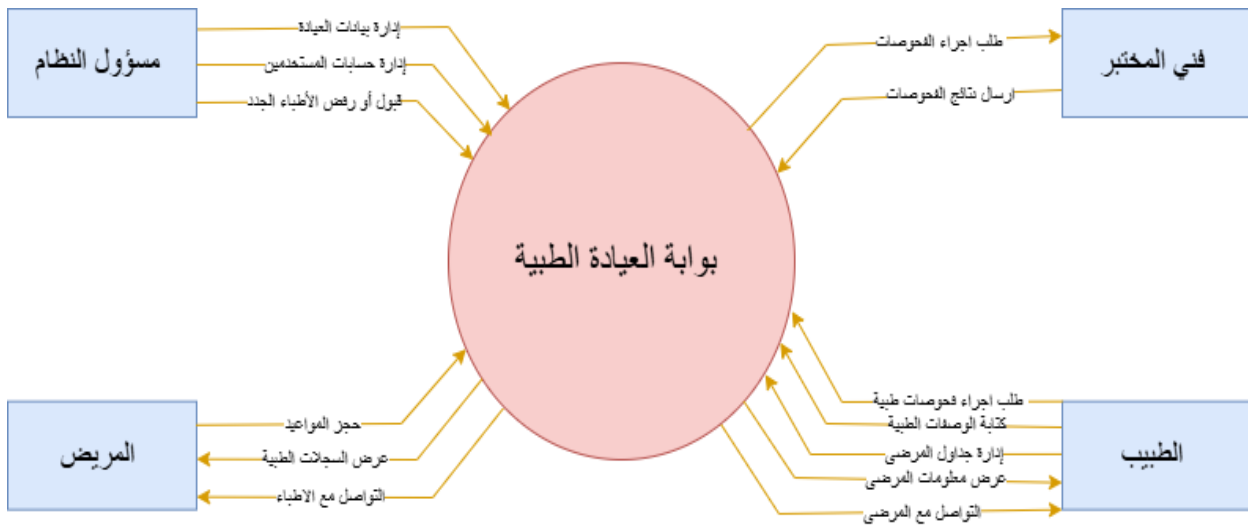 مسؤول النظام
إدارة بيانات العيادة
إدارة حسابات المستخدمين
قبول أو رفض الأطباء الجدد
طلب اجراء الفحوصات
ارسال نتائج الفحوصات
فني المختبر
بوابة العيادة الطبية
المريض
حجز المواعيد
عرض السجلات الطبية
التواصل مع الاطباء
طلب اجراء فحوصات طبية
كتابة الوصفات الطبية
إدارة جداول المرضى
عرض معلومات المرضى
التواصل مع المرضى
الطبيب